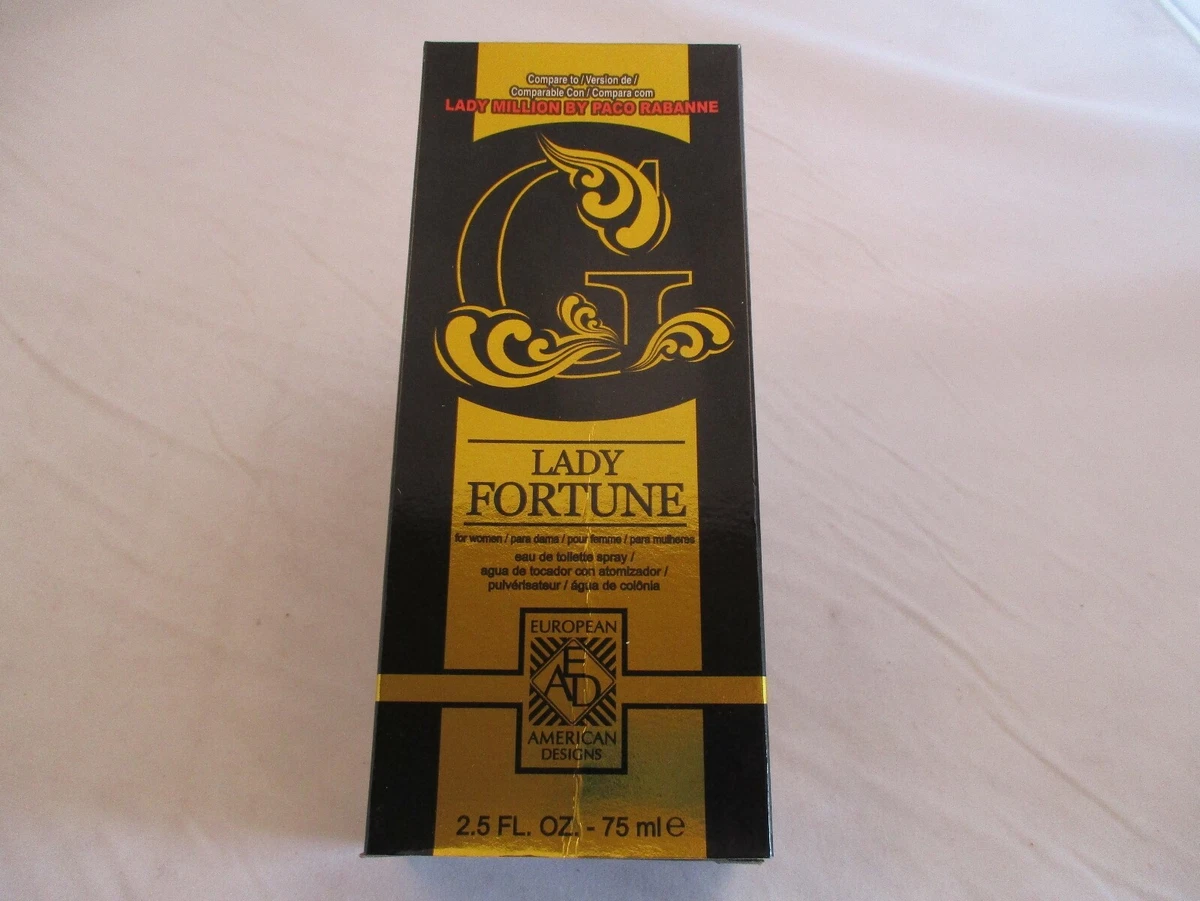 Compare to / Version de /
Comparable Con / Compara com
LADY MILLION BY PACO RABANNE
G
LADY
FORTUNE
for women / para dama / pour femme / para mulheres
eau de toilette spray /
agua de tocador con atomizador /
pulvérisateur / água de colônia
EUROPEAN
EAD
AMERICAN
DESIGNS
2.5 FL. OZ. - 75 ml e